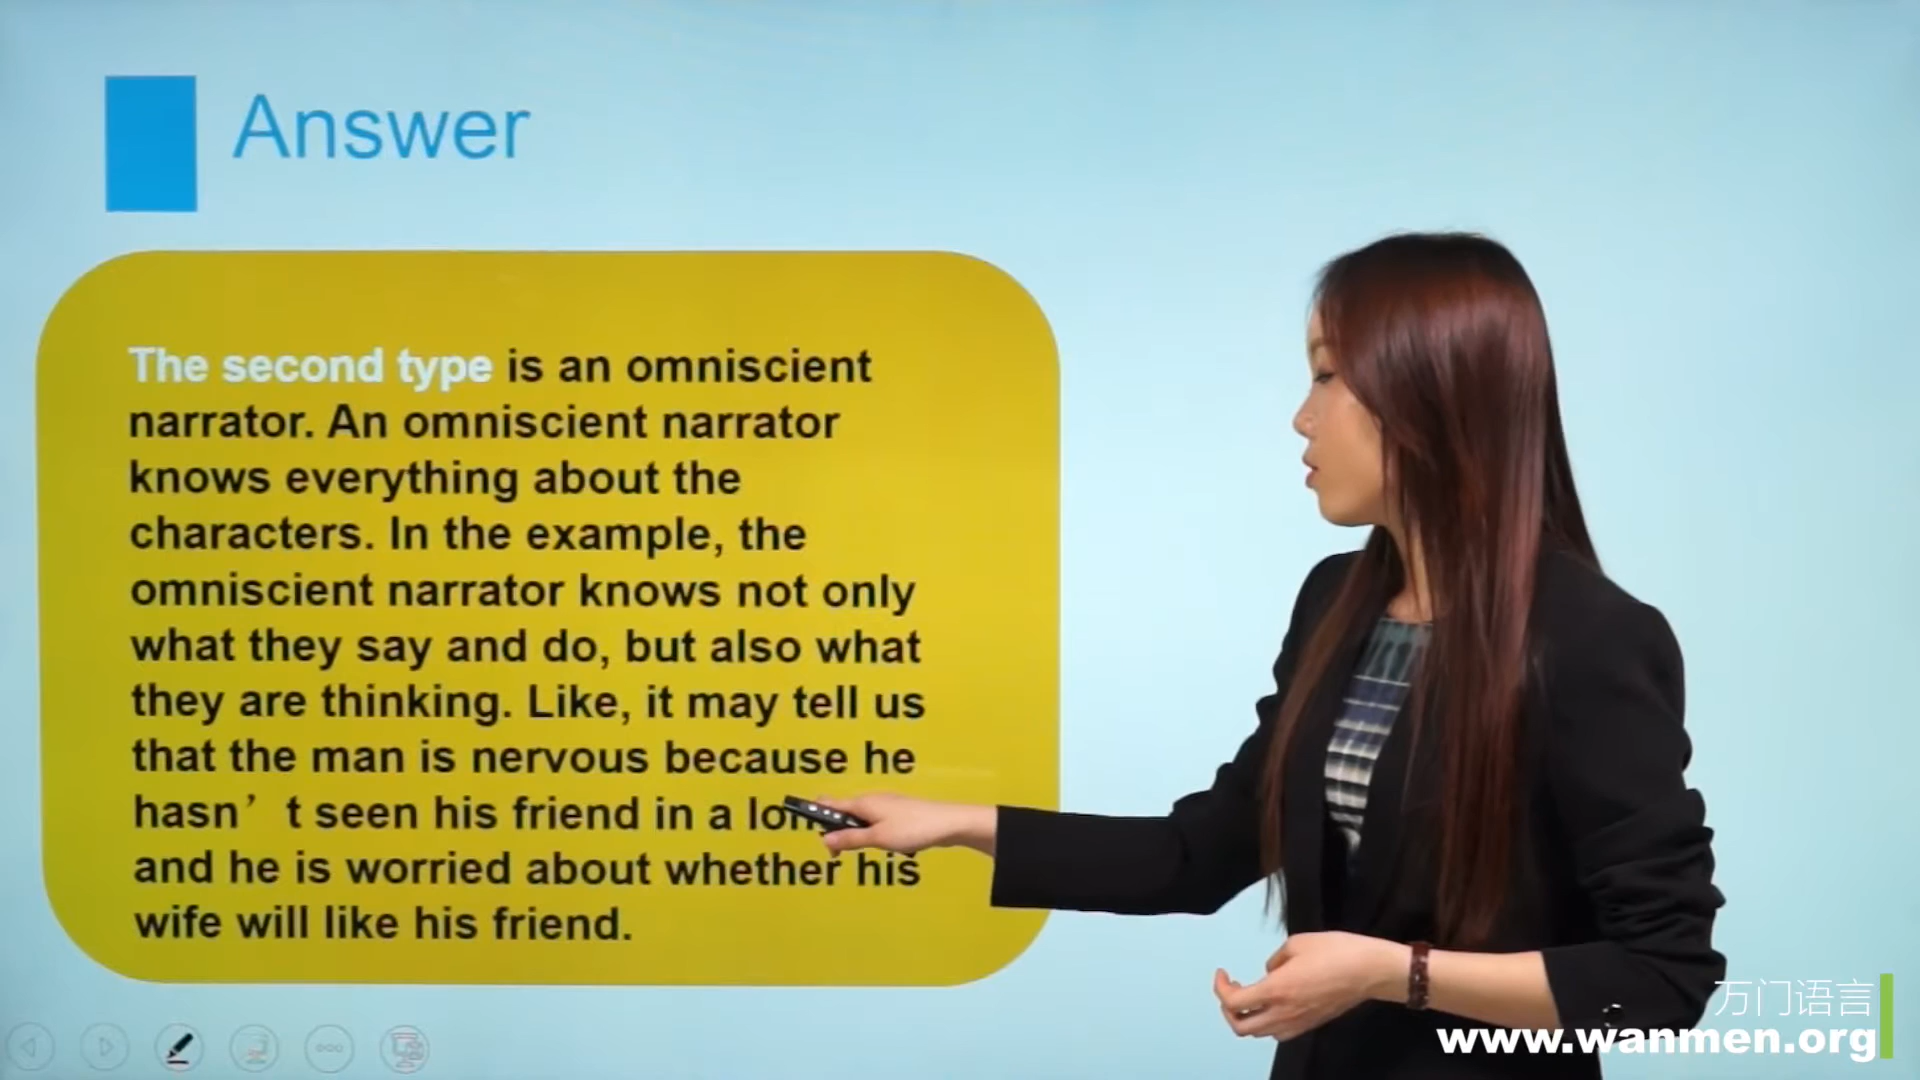 Answer
The second type is an omniscient
narrator. An omniscient narrator
knows everything about the
characters. In the example, the
omniscient narrator knows not only
what they say and do, but also what
they are thinking. Like, it may tell us
that the man is nervous because he
hasn’ t seen his friend in a
and he is worried about whether his
wife will like his friend.
万门语言
www.wanmen.org